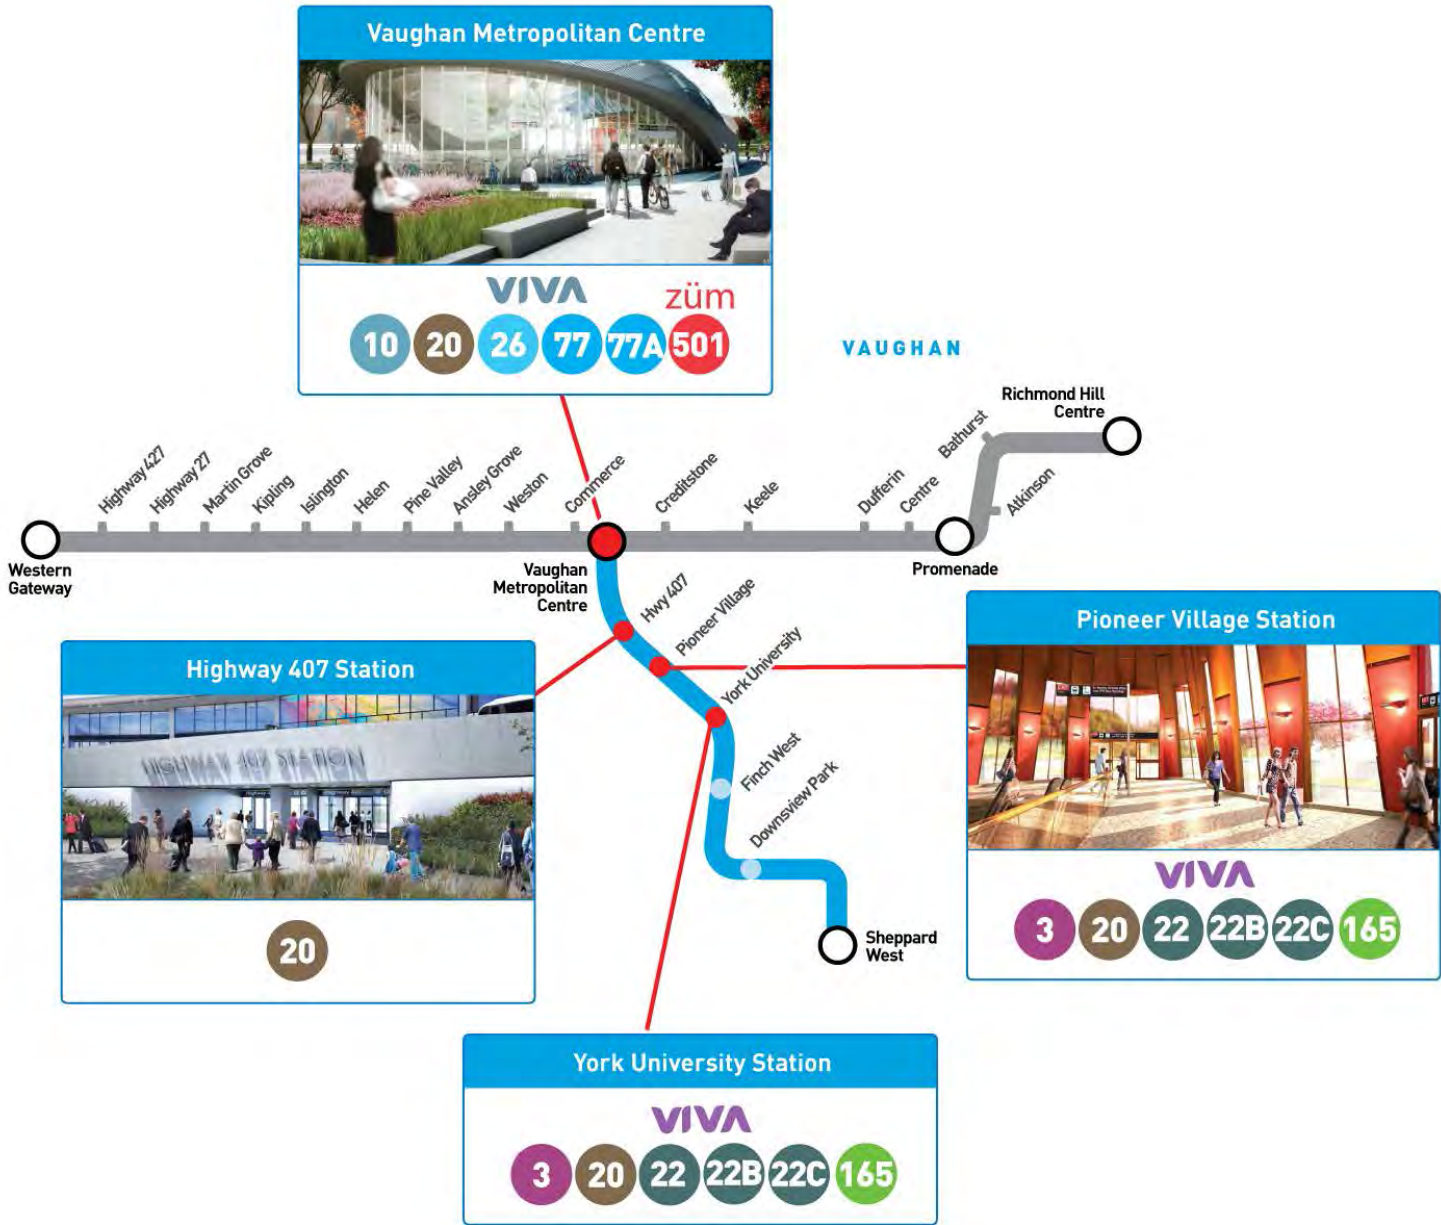 Vaughan Metropolitan Centre
VIVA
züm
10 20 26 77 77A 501
VAUGHAN
Richmond Hill
Centre
Highway 427
Highway 27
Martin Grove
Kipling
Islington
Helen
Pine Valley
Ansley Grove
Weston
Commerce
Creditstone
Keele
Dufferin
Centre
Bathurst
Atkinson
Western
Gateway
Vaughan
Metropolitan
Centre
Promenade
Hwy 407
Pioneer Village
York University
Finch West
Downsview Park
Sheppard
West
Highway 407 Station
HIGHWAY 407 STATION
20
Pioneer Village Station
VIVA
3 20 22 22B 22C 165
York University Station
VIVA
3 20 22 22B 22C 165